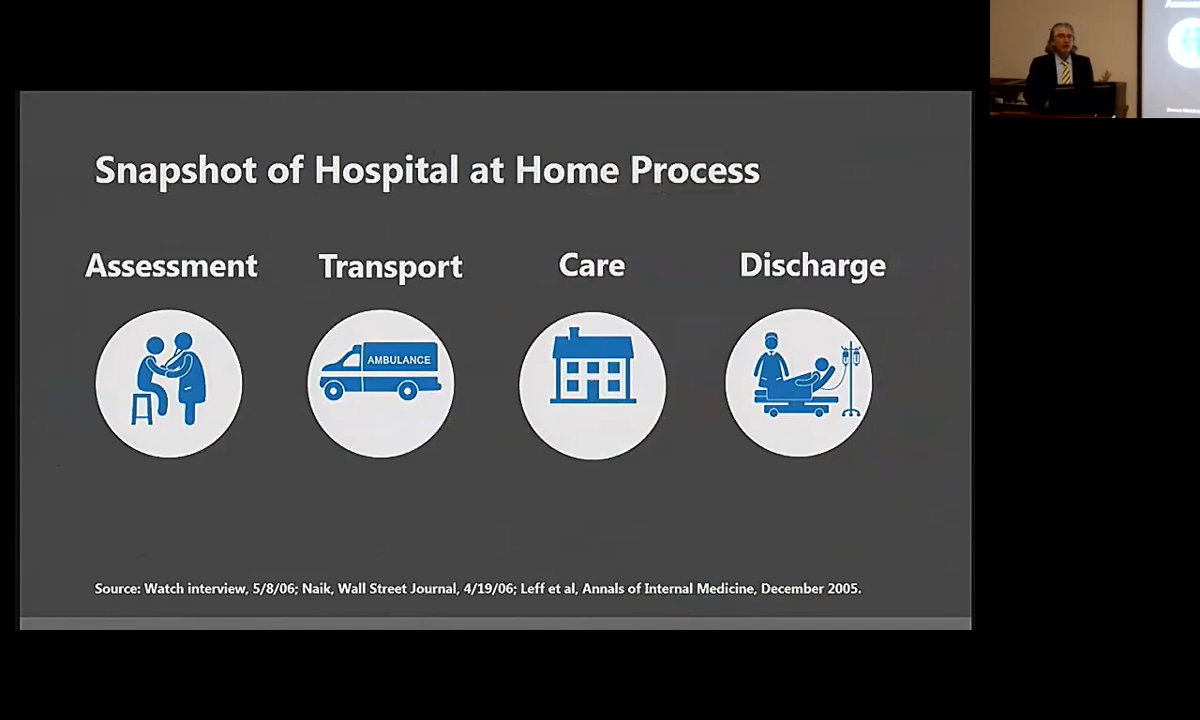 Snapshot of Hospital at Home Process
Assessment
Transport
Care
Discharge
AMBULANCE
Source: Watch interview, 5/8/06; Naik, Wall Street Journal, 4/19/06; Leff et al, Annals of Internal Medicine, December 2005.